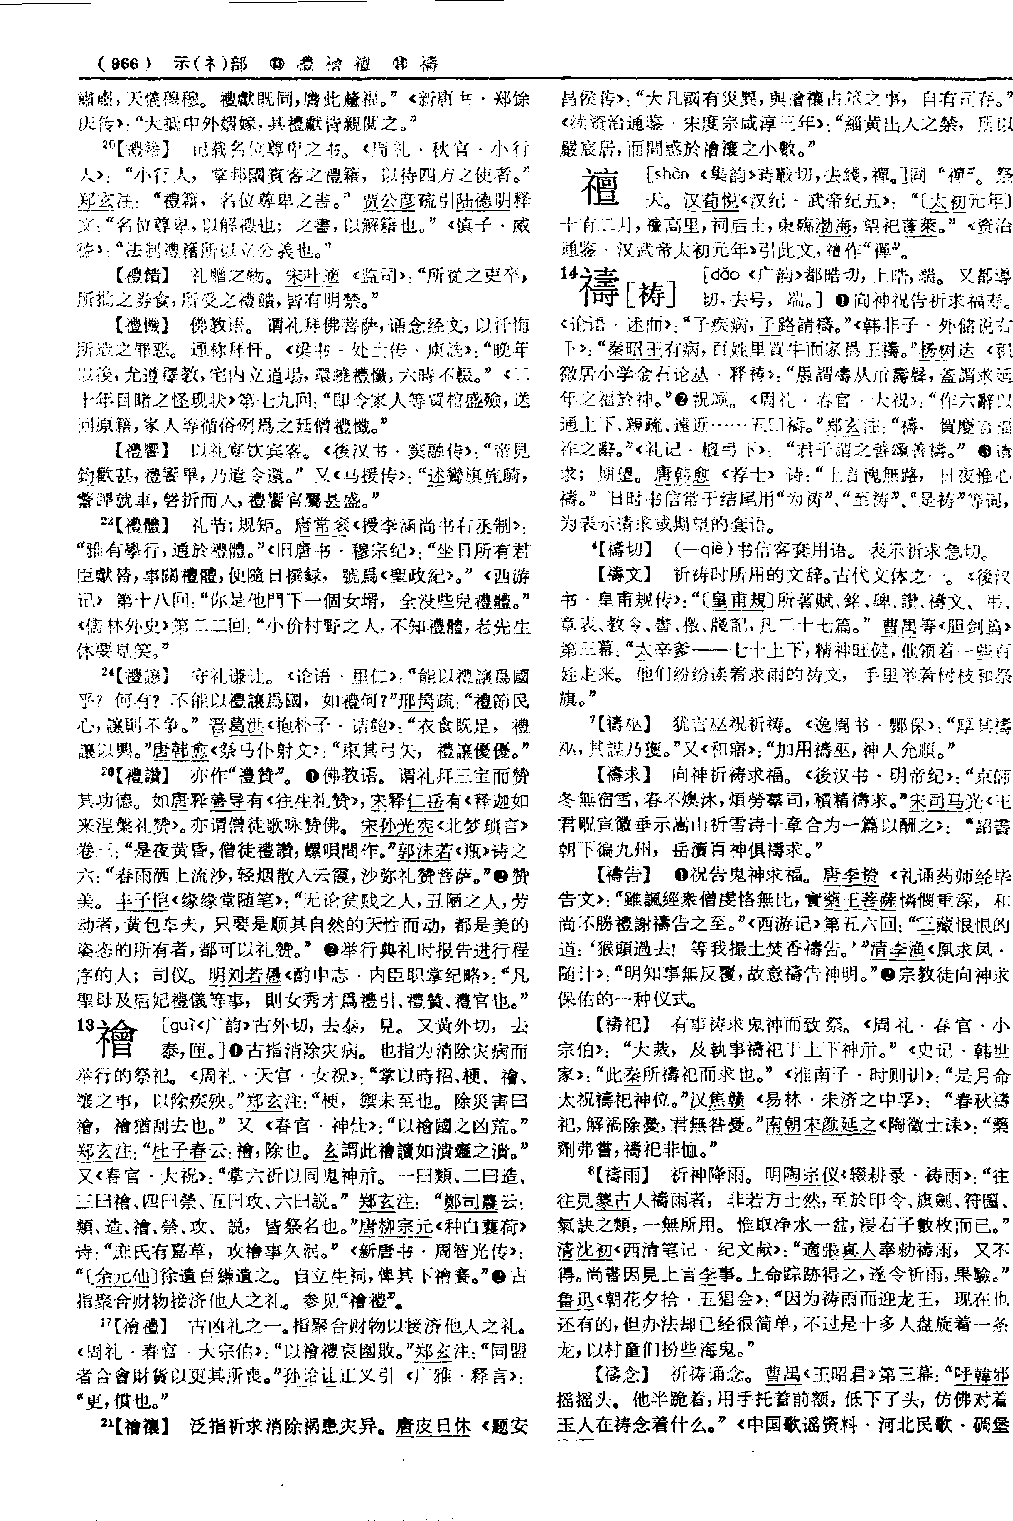 (966) 示(礻)部 ⑬ 禮 襘 禮 ⑭ 禱
肅雝，天儀穆穆。禮獻既同，膺此釐福。”《新唐书·郑馀
庆传》：“大抵中外婚嫁，其禮獻皆親閱之。”
²⁰【禮籍】 记载名位尊卑之书。《周礼·秋官·小行
人》：“小行人，掌邦國賓客之禮籍，以待四方之使者。”
郑玄注：“禮籍，名位尊卑之書。”贾公彦疏引陆德明释
文：“名位尊卑，以解禮也；之書，以解籍也。”《慎子·威
德》：“法制禮籍所以立公義也。”
【禮饋】 礼赠之物。宋叶適《监司》：“所從之吏卒，
所批之券食，所受之禮饋，皆有明禁。”
【禮懺】 佛教语。谓礼拜佛菩萨，诵念经文，以忏悔
所造之罪恶。通称拜忏。《梁书·处士传·庾詵》：“晚年
以後，尤遵釋教，宅内立道場，環繞禮懺，六時不輟。”《二
十年目睹之怪现状》第七九回：“即令家人等買棺盛殮，送
回原籍，家人等循俗例爲之延僧禮懺。”
【禮饗】 以礼宴饮宾客。《後汉书·窦融传》：“帝見
鈞歡甚，禮饗畢，乃遣令還。”又《马援传》：“述鸞旗旄騎，
警蹕就車，磬折而入，禮饗官屬甚盛。”
²²【禮體】 礼节；规矩。唐常衮《授李涵尚书右丞制》：
“雅有學行，通於禮體。”《旧唐书·穆宗纪》：“坐日所有君
臣獻替，事關禮體，便隨日撰録，號爲《聖政紀》。”《西游
记》第十八回：“你是他門下一個女壻，全没些兒禮體。”
《儒林外史》第二二回：“小价村野之人，不知禮體，老先生
休要見笑。”
²⁴【禮讓】 守礼谦让。《论语·里仁》：“能以禮讓爲國
乎？何有？不能以禮讓爲國，如禮何？”邢昺疏：“禮節民
心，讓則不争。”晋葛洪《抱朴子·诘鲍》：“衣食既足，禮
讓以興。”唐韩愈《祭马仆射文》：“束其弓矢，禮讓優優。”
²⁶【禮讚】 亦作“禮贊”。❶佛教语。谓礼拜三宝而赞
其功德。如唐释善导有《往生礼赞》，宋释仁岳有《释迦如
来涅槃礼赞》。亦谓僧徒歌咏赞佛。宋孙光宪《北梦琐言》
卷三：“是夜黄昏，僧徒禮讚，螺唄間作。”郭沫若《瓶》诗之
六：“春雨洒上流沙，轻烟散入云霞，沙弥礼赞菩萨。”❷赞
美。丰子恺《缘缘堂随笔》：“无论贫贱之人，丑陋之人，劳
动者，黄包车夫，只要是顺其自然的天性而动，都是美的
姿态的所有者，都可以礼赞。”❷举行典礼时报告进行程
序的人；司仪。明刘若愚《酌中志·内臣职掌纪略》：“凡
聖母及后妃禮儀等事，則女秀才爲禮引、禮贊、禮官也。”
13 襘 [guì《广韵》古外切，去泰，見。又黄外切，去
泰，匣。]❶古指消除灾病。也指为消除灾病而
举行的祭祀。《周礼·天官·女祝》：“掌以時招、梗、襘、
禳之事，以除疾殃。”郑玄注：“梗，禦未至也。除災害曰
襘，襘猶刮去也。”又《春官·神仕》：“以襘國之凶荒。”
郑玄注：“杜子春云：襘，除也。玄謂此襘讀如潰癰之潰。”
又《春官·大祝》：“掌六祈以同鬼神示。一曰類、二曰造、
三曰襘、四曰禜、五曰攻、六曰説。”郑玄注：“鄭司農云：
類、造、襘、禜、攻、説，皆祭名也。”唐柳宗元《种白蘘荷》
诗：“庶氏有嘉草，攻襘事久泯。”《新唐书·周智光传》：
“〔余元仙〕徐遺百縑遣之。自立生祠，俾其下襘賽。”❷古
指聚合财物接济他人之礼。参见“襘禮”。
¹⁷【襘禮】 古凶礼之一。指聚合财物以接济他人之礼。
《周礼·春官·大宗伯》：“以襘禮哀圍敗。”郑玄注：“同盟
者合會財貨以更其所喪。”孙诒让正义引《广雅·释言》：
“更，償也。”
²¹【襘禳】 泛指祈求消除祸患灾异。唐皮日休《题安
昌侯传》：“大凡國有災異，與襘禳占筮之事，自有司存。”
《续资治通鉴·宋度宗咸淳三年》：“緇黄出入之禁，所以
嚴宸居，而間惑於襘禳之小數。”
禪 [shàn《集韵》時戰切，去綫，禪。]同“禪”。祭
天。汉荀悦《汉纪·武帝纪五》：“〔太初元年〕
十有二月，禪高里，祠后土，東臨渤海，望祀蓬萊。”《资治
通鉴·汉武帝太初元年》引此文，禪作“禪”。
14 禱[祷] [dǎo《广韵》都晧切，上晧，端。又都導
切，去号，端。]❶向神祝告祈求福寿。
《论语·述而》：“子疾病，子路請禱。”《韩非子·外储说右
下》：“秦昭王有病，百姓里買牛而家爲王禱。”杨树达《积
微居小学金石论丛·释祷》：“愚謂禱从示壽聲，蓋謂求延
年之福於神。”❷祝颂。《周礼·春官·大祝》：“作六辭以
通上下、親疏、遠近……五曰禱。”郑玄注：“禱，賀慶言福
祚之辭。”《礼记·檀弓下》：“君子謂之善頌善禱。”❸请
求；期望。唐韩愈《荐士》诗：“上言愧無路，日夜惟心
禱。”旧时书信常于结尾用“为祷”、“至祷”、“是祷”等词，
为表示请求或期望的套语。
⁴【禱切】 (—qiè)书信客套用语。表示祈求急切。
【禱文】 祈祷时所用的文辞。古代文体之一。《後汉
书·皇甫规传》：“〔皇甫規〕所著賦、銘、碑、讚、禱文、弔、
章表、教令、書、檄、牋記，凡二十七篇。”曹禺等《胆剑篇》
第三幕：“太辛爹——七十上下，精神旺健，他领着一些百
姓走来。他们纷纷读着求雨的祷文，手里举着树枝和祭
旗。”
⁷【禱巫】 犹言巫祝祈祷。《逸周书·酆保》：“厚其禱
巫，其謀乃獲。”又《和寤》：“加用禱巫，神人允順。”
【禱求】 向神祈祷求福。《後汉书·明帝纪》：“京師
冬無宿雪，春不燠沐，煩勞羣司，積精禱求。”宋司马光《王
君贶宣徽垂示嵩山祈雪诗十章合为一篇以酬之》：“詔書
朝下徧九州，岳瀆百神俱禱求。”
【禱告】 ❶祝告鬼神求福。唐李贽《礼诵药师经毕
告文》：“雖諷經衆僧虔恪無比，實藥王菩薩憐憫重深，和
尚不勝禮謝禱告之至。”《西游记》第五六回：“三藏恨恨的
道：‘猴頭過去！等我撮土焚香禱告。’”清李渔《凰求凤·
随计》：“明知事無反覆，故意禱告神明。”❷宗教徒向神求
保佑的一种仪式。
【禱祀】 有事祷求鬼神而致祭。《周礼·春官·小
宗伯》：“大烖，及執事禱祀于上下神示。”《史记·韩世
家》：“此秦所禱祀而求也。”《淮南子·时则训》：“是月命
太祝禱祀神位。”汉焦赣《易林·未济之中孚》：“春秋禱
祀，解禍除憂，君無咎憂。”南朝宋颜延之《陶徵士诔》：“藥
劑弗嘗，禱祀非恤。”
⁸【禱雨】 祈神降雨。明陶宗仪《辍耕录·祷雨》：“往
往見蒙古人禱雨者，非若方士然，至於印令、旗劍、符圖、
氣訣之類，一無所用。惟取净水一盆，浸石子數枚而已。”
清沈初《西清笔记·纪文献》：“適張真人奉勅禱雨，又不
得。尚書因見上言李事。上命踪跡得之，遂令祈雨，果驗。”
鲁迅《朝花夕拾·五猖会》：“因为祷雨而迎龙王，现在也
还有的，但办法却已经很简单，不过是十多人盘旋着一条
龙，以村童们扮些海鬼。”
【禱念】 祈祷诵念。曹禺《王昭君》第三幕：“呼韓邪
摇摇头。他半跪着，用手托着前额，低下了头，仿佛对着
玉人在祷念着什么。”《中国歌谣资料·河北民歌·碉堡